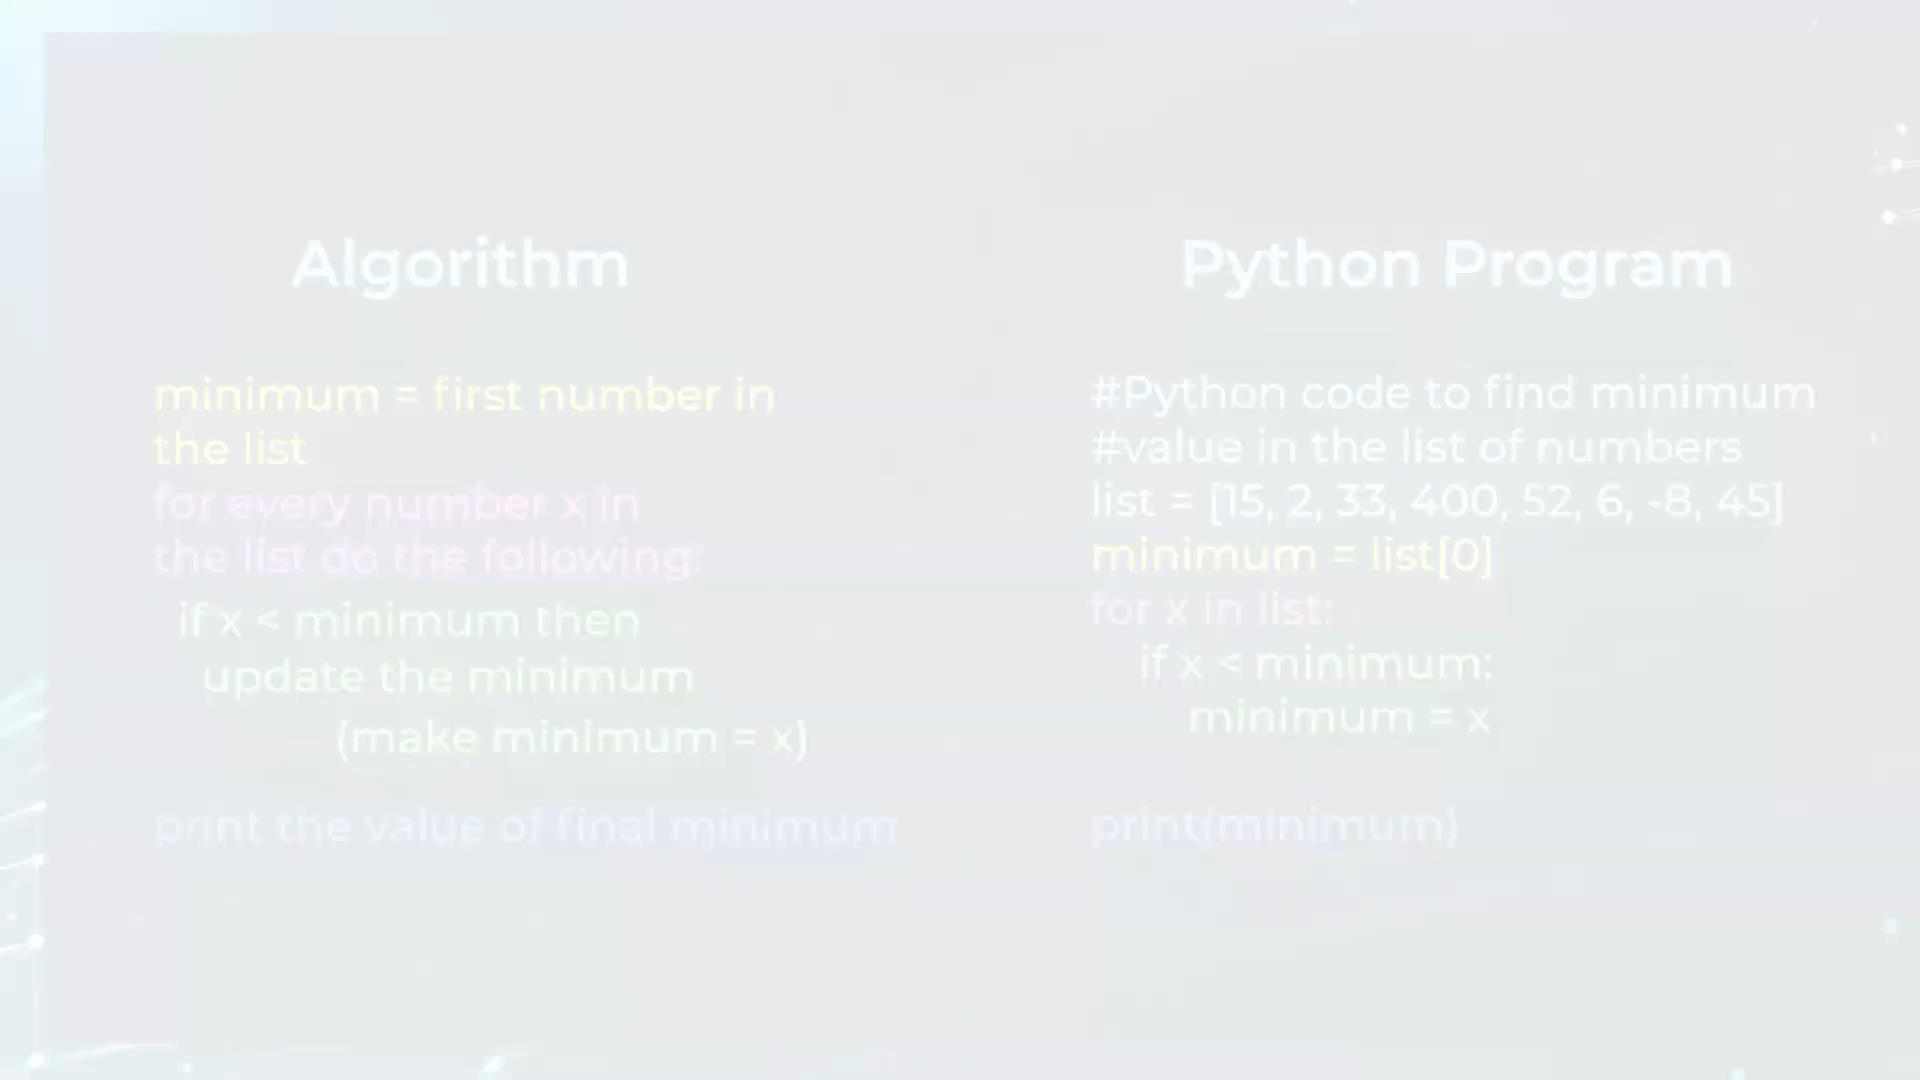 Algorithm
minimum = first number in
the list
for every number x in
the list do the following:
if x < minimum then
update the minimum
(make minimum = x)
print the value of final minimum
Python Program
#Python code to find minimum
#value in the list of numbers
list = [15, 2, 33, 400, 52, 6, -8, 45]
minimum = list[0]
for x in list:
if x < minimum:
minimum = x
print(minimum)